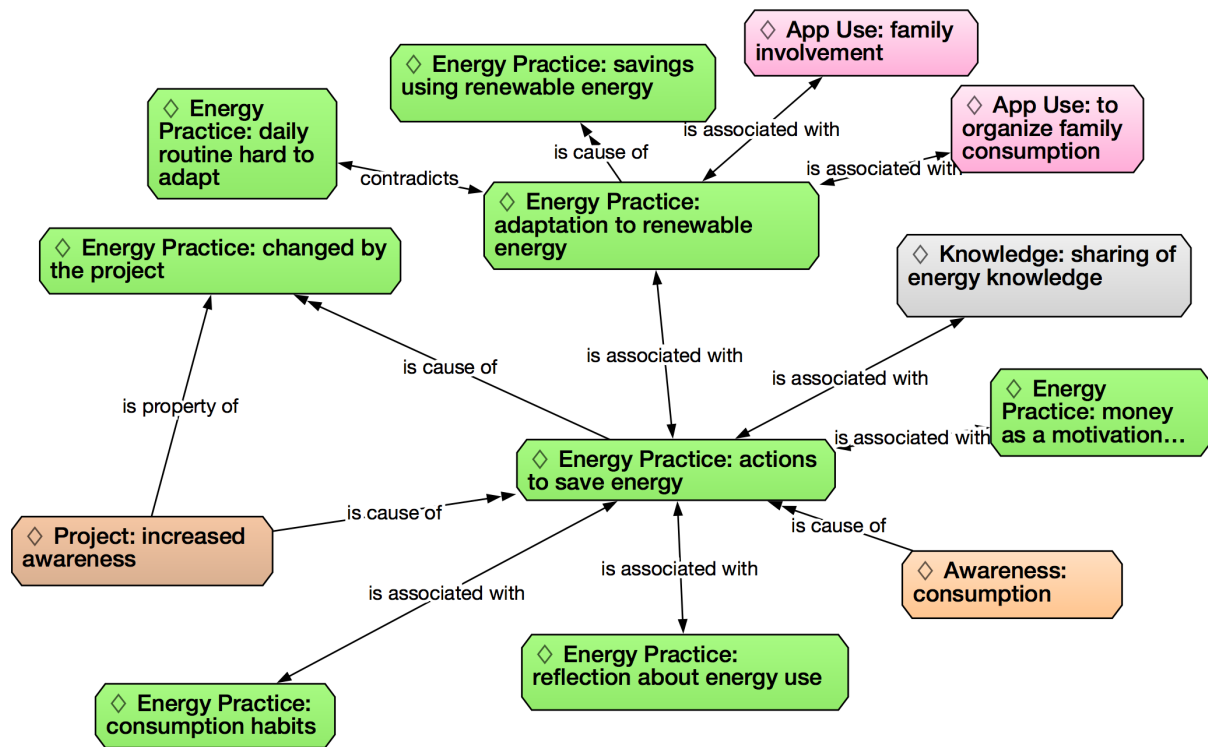 ◇ App Use: family
involvement
◇ Energy Practice: savings
using renewable energy
◇ Energy
Practice: daily
routine hard to
adapt
◇ App Use: to
organize family
consumption
is associated with
is cause of
is associated with
contradicts
◇ Energy Practice:
adaptation to renewable
energy
◇ Energy Practice: changed by
the project
◇ Knowledge: sharing of
energy knowledge
is associated with
is cause of
is associated with
is property of
◇ Energy
Practice: money
as a motivation...
is associated with
◇ Energy Practice: actions
to save energy
is cause of
◇ Project: increased
awareness
is cause of
◇ Awareness:
consumption
is associated with
is associated with
◇ Energy Practice:
reflection about energy use
◇ Energy Practice:
consumption habits